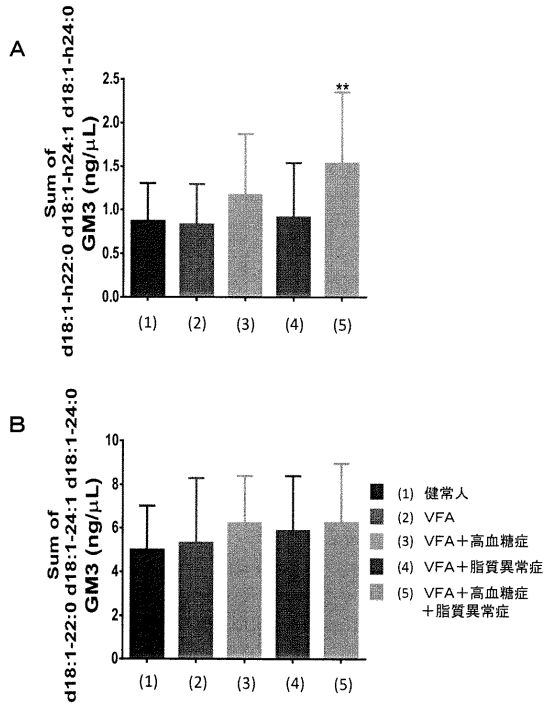 A
Sum of
d18:1-h22:0 d18:1-h24:1 d18:1-h24:0
GM3 (ng/μL)
2.5
2.0
1.5
1.0
0.5
0.0
**
(1) (2) (3) (4) (5)
B
Sum of
d18:1-22:0 d18:1-24:1 d18:1-24:0
GM3 (ng/μL)
10
8
6
4
2
0
(1) (2) (3) (4) (5)
(1) 健常人
(2) VFA
(3) VFA+高血糖症
(4) VFA+脂質異常症
(5) VFA+高血糖症
+脂質異常症